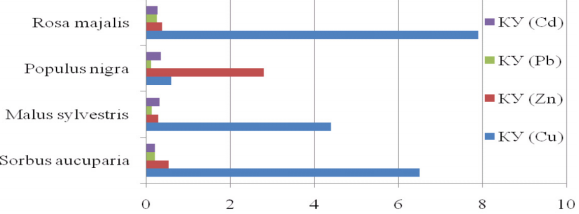 Rosa majalis
Populus nigra
Malus sylvestris
Sorbus aucuparia
0 2 4 6 8 10
КУ (Cd)
КУ (Pb)
КУ (Zn)
КУ (Cu)